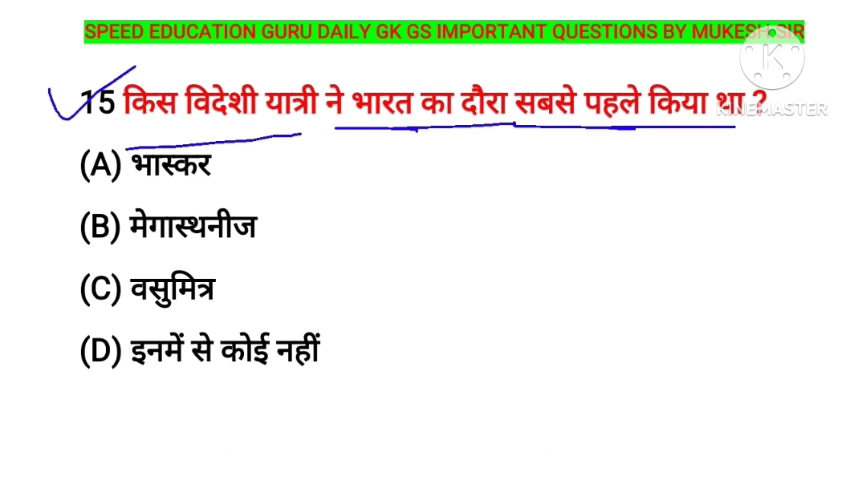 SPEED EDUCATION GURU DAILY GK GS IMPORTANT QUESTIONS BY MUKESH SIR
K
KINEMASTER
15 किस विदेशी यात्री ने भारत का दौरा सबसे पहले किया था ?
(A) भास्कर
(B) मेगास्थनीज
(C) वसुमित्र
(D) इनमें से कोई नहीं